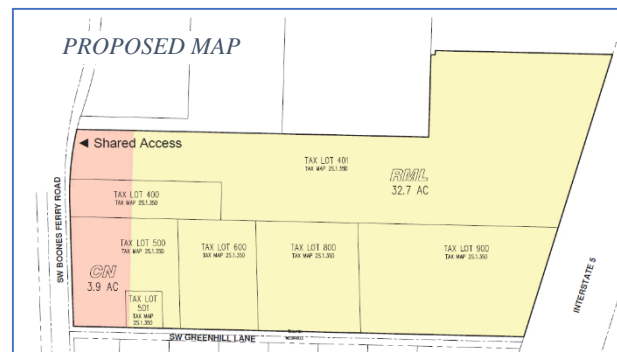 PROPOSED MAP
◄ Shared Access
TAX LOT 401
TAX MAP 2S.1.35D
RML
32.7 AC
TAX LOT 400
TAX MAP 2S.1.35D
SW BOONES FERRY ROAD
TAX LOT 500
TAX MAP 2S.1.35D
TAX LOT 600
TAX MAP 2S.1.35D
TAX LOT 800
TAX MAP 2S.1.35D
TAX LOT 900
TAX MAP 2S.1.35D
CN
3.9 AC
TAX LOT
501
TAX MAP
2S.1.35D
INTERSTATE 5
SW GREENHILL LANE